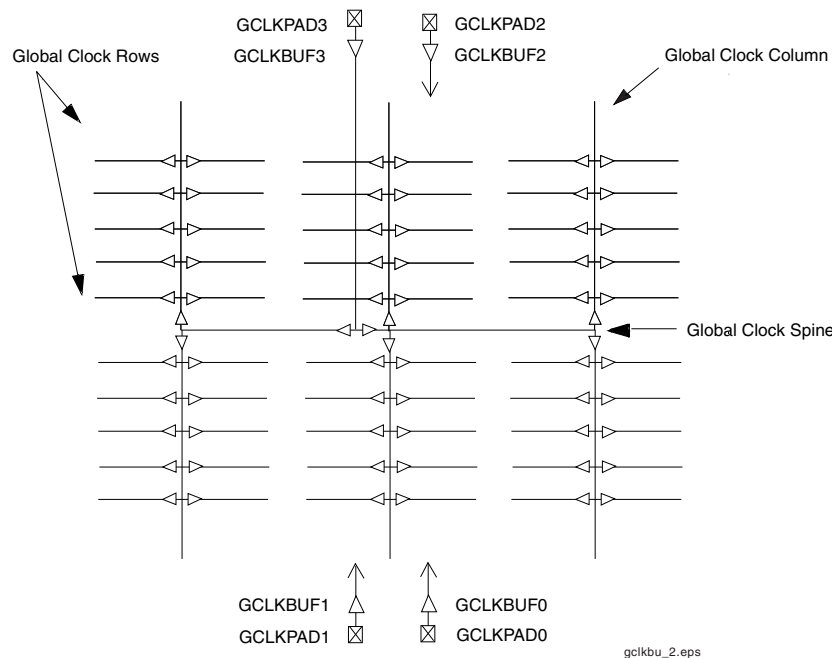 GCLKPAD3
GCLKPAD2
GCLKBUF3
GCLKBUF2
Global Clock Rows
Global Clock Column
Global Clock Spine
GCLKBUF1
GCLKBUF0
GCLKPAD1
GCLKPAD0
gclkbu_2.eps